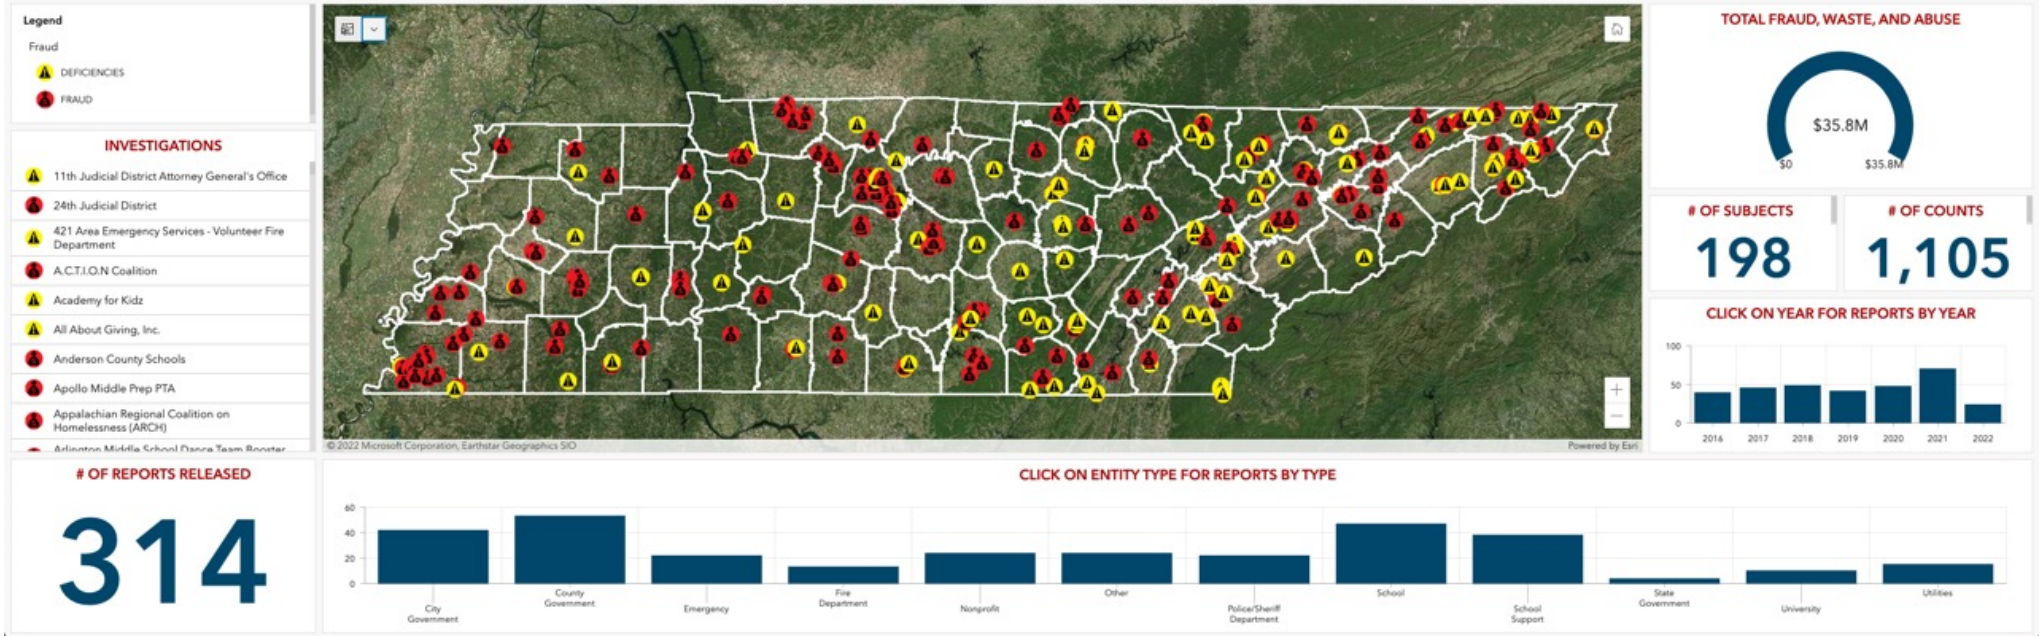 Legend
Fraud
DEFICIENCIES
FRAUD
INVESTIGATIONS
11th Judicial District Attorney General's Office
24th Judicial District
421 Area Emergency Services - Volunteer Fire
Department
A.C.T.I.O.N Coalition
Academy for Kidz
All About Giving, Inc.
Anderson County Schools
Apollo Middle Prep PTA
Appalachian Regional Coalition on
Homelessness (ARCH)
Arlington Middle School Dance Team Booster
# OF REPORTS RELEASED
314
© 2022 Microsoft Corporation, Earthstar Geographics SIO
Powered by Esri
TOTAL FRAUD, WASTE, AND ABUSE
$35.8M
$0 $35.8M
# OF SUBJECTS
198
# OF COUNTS
1,105
CLICK ON YEAR FOR REPORTS BY YEAR
100
50
0
2016 2017 2018 2019 2020 2021 2022
CLICK ON ENTITY TYPE FOR REPORTS BY TYPE
60
40
20
0
City
Government
County
Government
Emergency
Fire
Department
Nonprofit
Other
Police/Sheriff
Department
School
School
Support
State
Government
University
Utilities